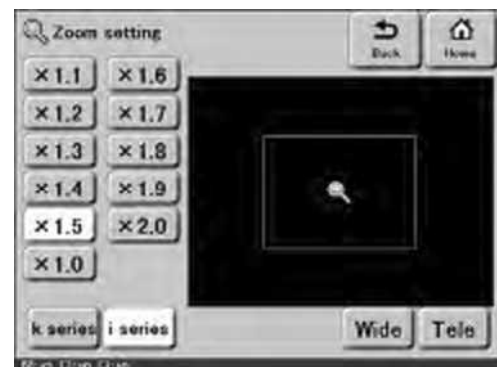 Zoom setting
Back Home
×1.1 ×1.6
×1.2 ×1.7
×1.3 ×1.8
×1.4 ×1.9
×1.5 ×2.0
×1.0
k series i series Wide Tele